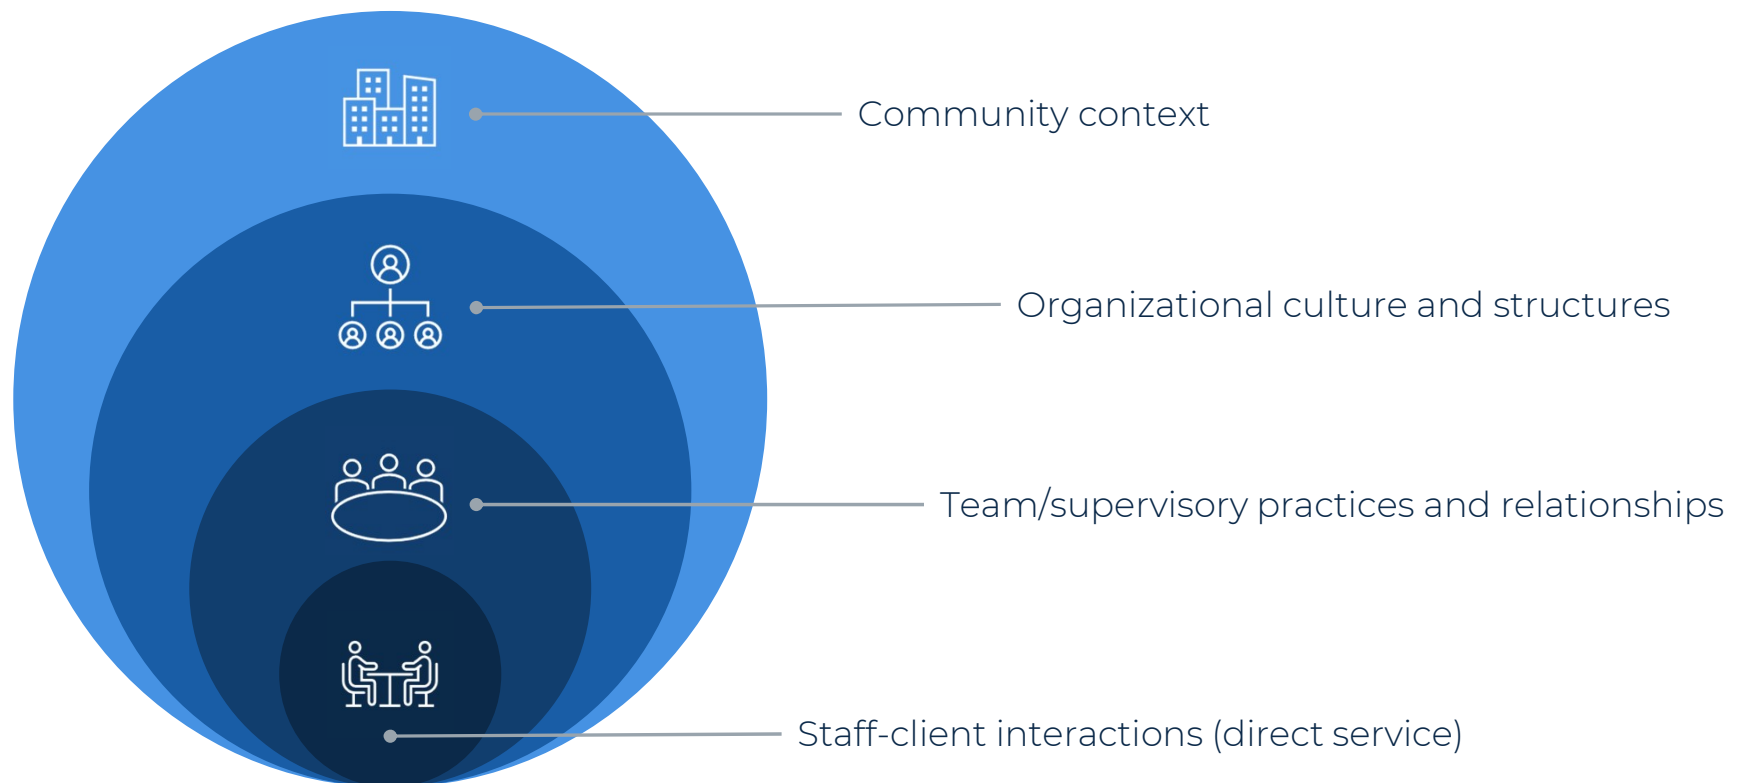 Community context
Organizational culture and structures
Team/supervisory practices and relationships
Staff-client interactions (direct service)